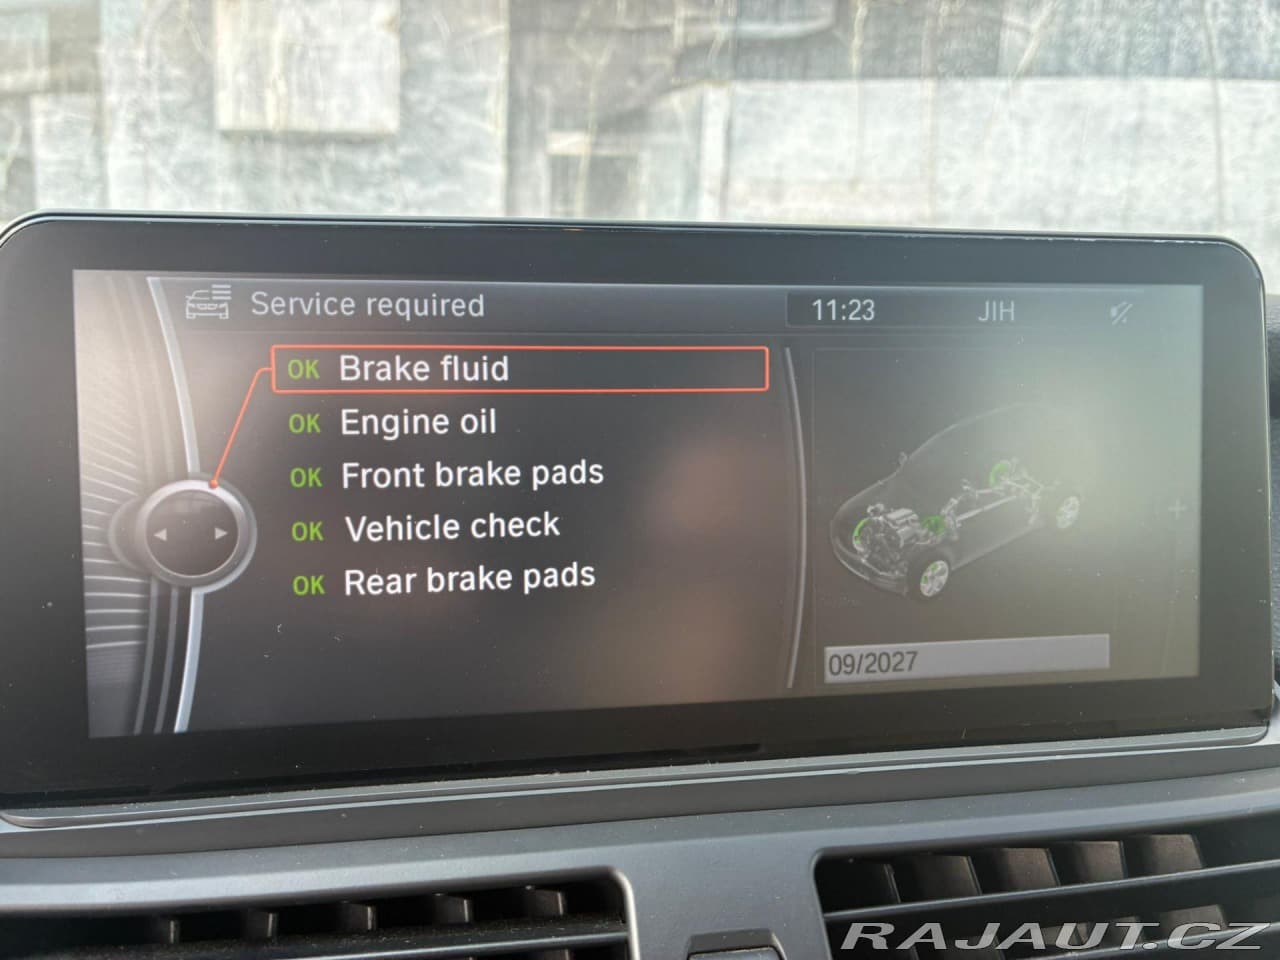 Service required
11:23
JIH
OK Brake fluid
OK Engine oil
OK Front brake pads
OK Vehicle check
OK Rear brake pads
09/2027
RAJAUT.CZ